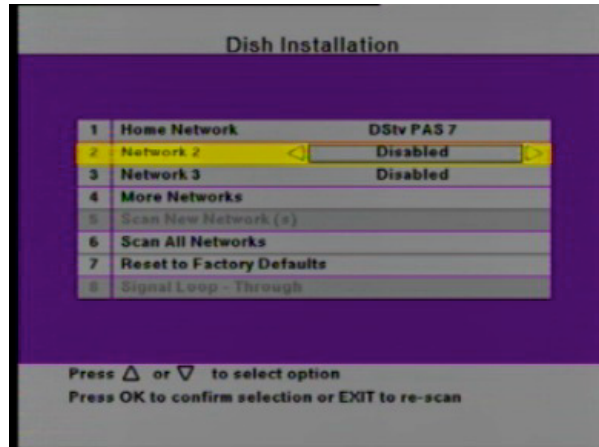 Dish Installation
1 Home Network DStv PAS 7
2 Network 2 Disabled
3 Network 3 Disabled
4 More Networks
5 Scan New Network (s)
6 Scan All Networks
7 Reset to Factory Defaults
8 Signal Loop - Through
Press △ or ▽ to select option
Press OK to confirm selection or EXIT to re-scan